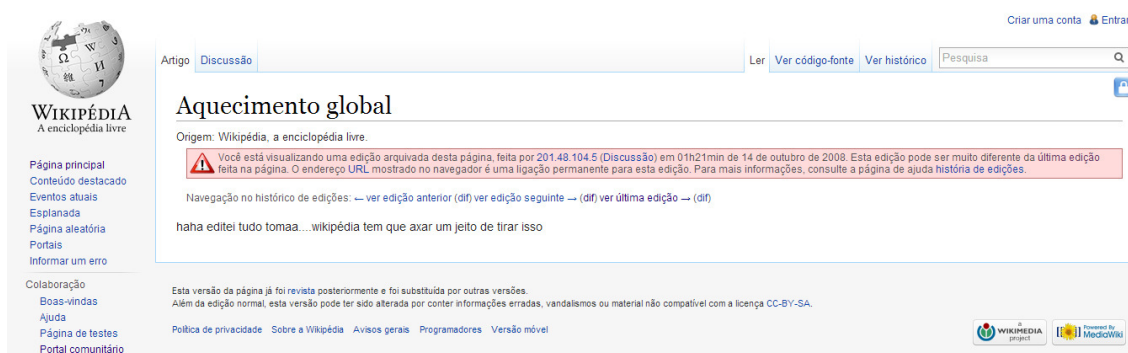 Criar uma conta Entrar
Artigo Discussão Ler Ver código-fonte Ver histórico Pesquisa
Ω W И 維 7
WIKIPÉDIA
A enciclopédia livre
Aquecimento global
Origem: Wikipédia, a enciclopédia livre.
Você está visualizando uma edição arquivada desta página, feita por 201.48.104.5 (Discussão) em 01h21min de 14 de outubro de 2008. Esta edição pode ser muito diferente da última edição
feita na página. O endereço URL mostrado no navegador é uma ligação permanente para esta edição. Para mais informações, consulte a página de ajuda história de edições.
Navegação no histórico de edições: ← ver edição anterior (dif) ver edição seguinte → (dif) ver última edição → (dif)
haha editei tudo tomaa....wikipédia tem que axar um jeito de tirar isso
Página principal
Conteúdo destacado
Eventos atuais
Esplanada
Página aleatória
Portais
Informar um erro
Colaboração
Boas-vindas
Ajuda
Página de testes
Portal comunitário
Esta versão da página já foi revista posteriormente e foi substituída por outras versões.
Além da edição normal, esta versão pode ter sido alterada por conter informações erradas, vandalismos ou material não compatível com a licença CC-BY-SA.
Política de privacidade Sobre a Wikipédia Avisos gerais Programadores Versão móvel
A
WIKIMEDIA
project
Powered By
MediaWiki